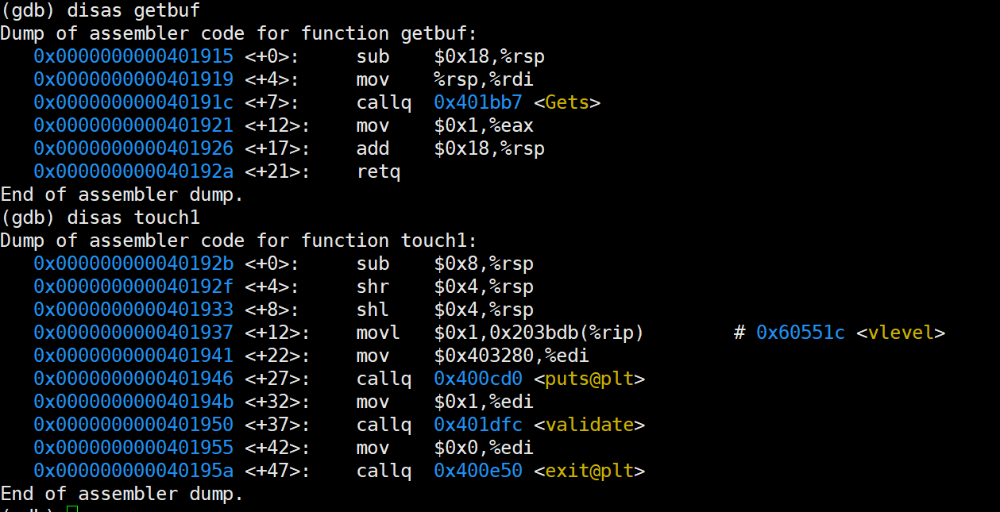 (gdb) disas getbuf
Dump of assembler code for function getbuf:
   0x0000000000401915 <+0>:     sub    $0x18,%rsp
   0x0000000000401919 <+4>:     mov    %rsp,%rdi
   0x000000000040191c <+7>:     callq  0x401bb7 <Gets>
   0x0000000000401921 <+12>:    mov    $0x1,%eax
   0x0000000000401926 <+17>:    add    $0x18,%rsp
   0x000000000040192a <+21>:    retq
End of assembler dump.
(gdb) disas touch1
Dump of assembler code for function touch1:
   0x000000000040192b <+0>:     sub    $0x8,%rsp
   0x000000000040192f <+4>:     shr    $0x4,%rsp
   0x0000000000401933 <+8>:     shl    $0x4,%rsp
   0x0000000000401937 <+12>:    movl   $0x1,0x203bdb(%rip)        # 0x60551c <vlevel>
   0x0000000000401941 <+22>:    mov    $0x403280,%edi
   0x0000000000401946 <+27>:    callq  0x400cd0 <puts@plt>
   0x000000000040194b <+32>:    mov    $0x1,%edi
   0x0000000000401950 <+37>:    callq  0x401dfc <validate>
   0x0000000000401955 <+42>:    mov    $0x0,%edi
   0x000000000040195a <+47>:    callq  0x400e50 <exit@plt>
End of assembler dump.